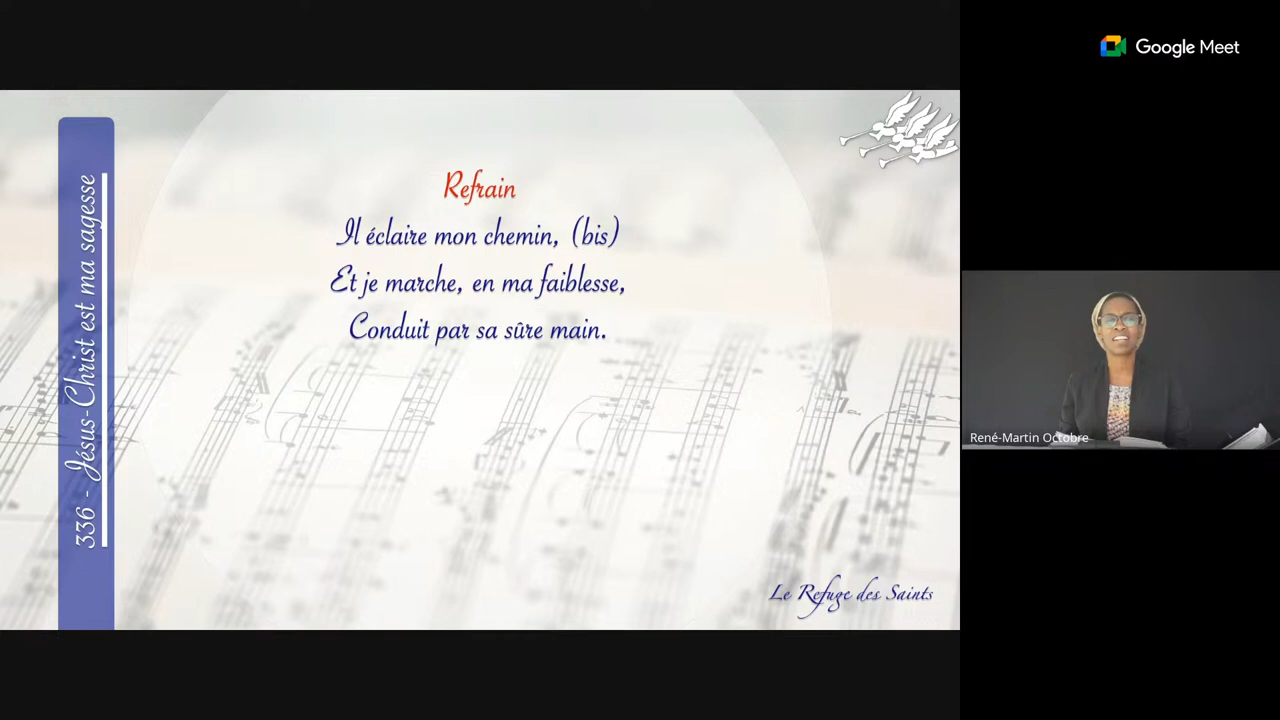 336 - Jésus-Christ est ma sagesse
Refrain
Il éclaire mon chemin, (bis)
Et je marche, en ma faiblesse,
Conduit par sa sûre main.
Le Refuge des Saints
Google Meet
René-Martin Octobre